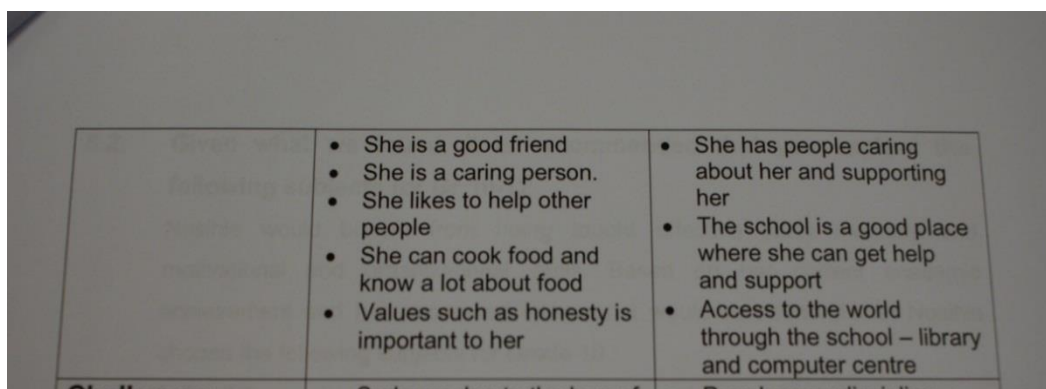 • She is a good friend
• She is a caring person.
• She likes to help other
people
• She can cook food and
know a lot about food
• Values such as honesty is
important to her
• She has people caring
about her and supporting
her
• The school is a good place
where she can get help
and support
• Access to the world
through the school – library
and computer centre